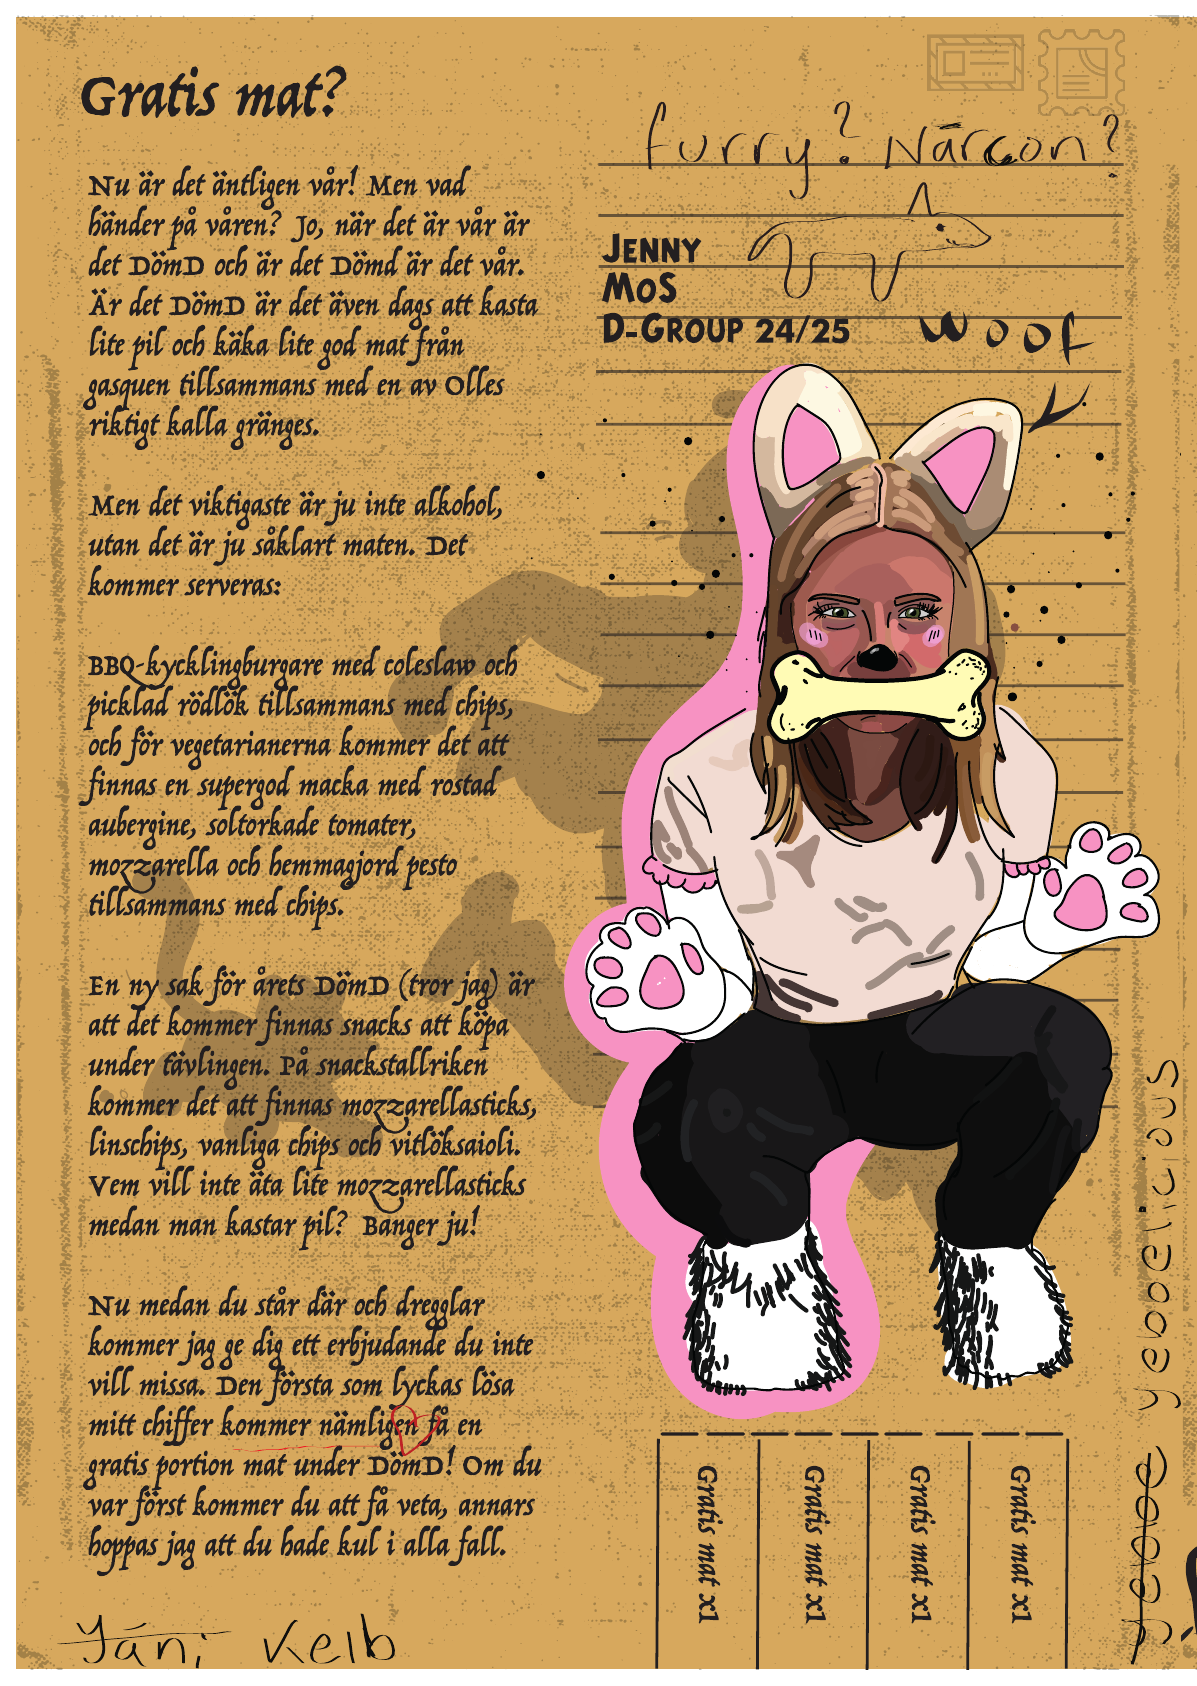 Gratis mat?
Nu är det äntligen vår! Men vad
händer på våren? Jo, när det är vår är
det DömD och är det Dömd är det vår.
Är det DömD är det även dags att kasta
lite pil och käka lite god mat från
gasquen tillsammans med en av Olles
riktigt kalla gränges.
Men det viktigaste är ju inte alkohol,
utan det är ju såklart maten. Det
kommer serveras:
BBQ-kycklingburgare med coleslaw och
picklad rödlök tillsammans med chips,
och för vegetarianerna kommer det att
finnas en supergod macka med rostad
aubergine, soltorkade tomater,
mozzarella och hemmagjord pesto
tillsammans med chips.
En ny sak för årets DömD (tror jag) är
att det kommer finnas snacks att köpa
under tävlingen. På snackstallriken
kommer det att finnas mozzarellasticks,
linschips, vanliga chips och vitlöksaioli.
Vem vill inte äta lite mozzarellasticks
medan man kastar pil? Banger ju!
Nu medan du står där och dregglar
kommer jag ge dig ett erbjudande du inte
vill missa. Den första som lyckas lösa
mitt chiffer kommer nämligen få en
gratis portion mat under DömD! Om du
var först kommer du att få veta, annars
hoppas jag att du hade kul i alla fall.
Jäni Kelb
furry? Närcon?
JENNY
MoS
D-GROUP 24/25
woof
Gratis mat x1
Gratis mat x1
Gratis mat x1
Gratis mat x1